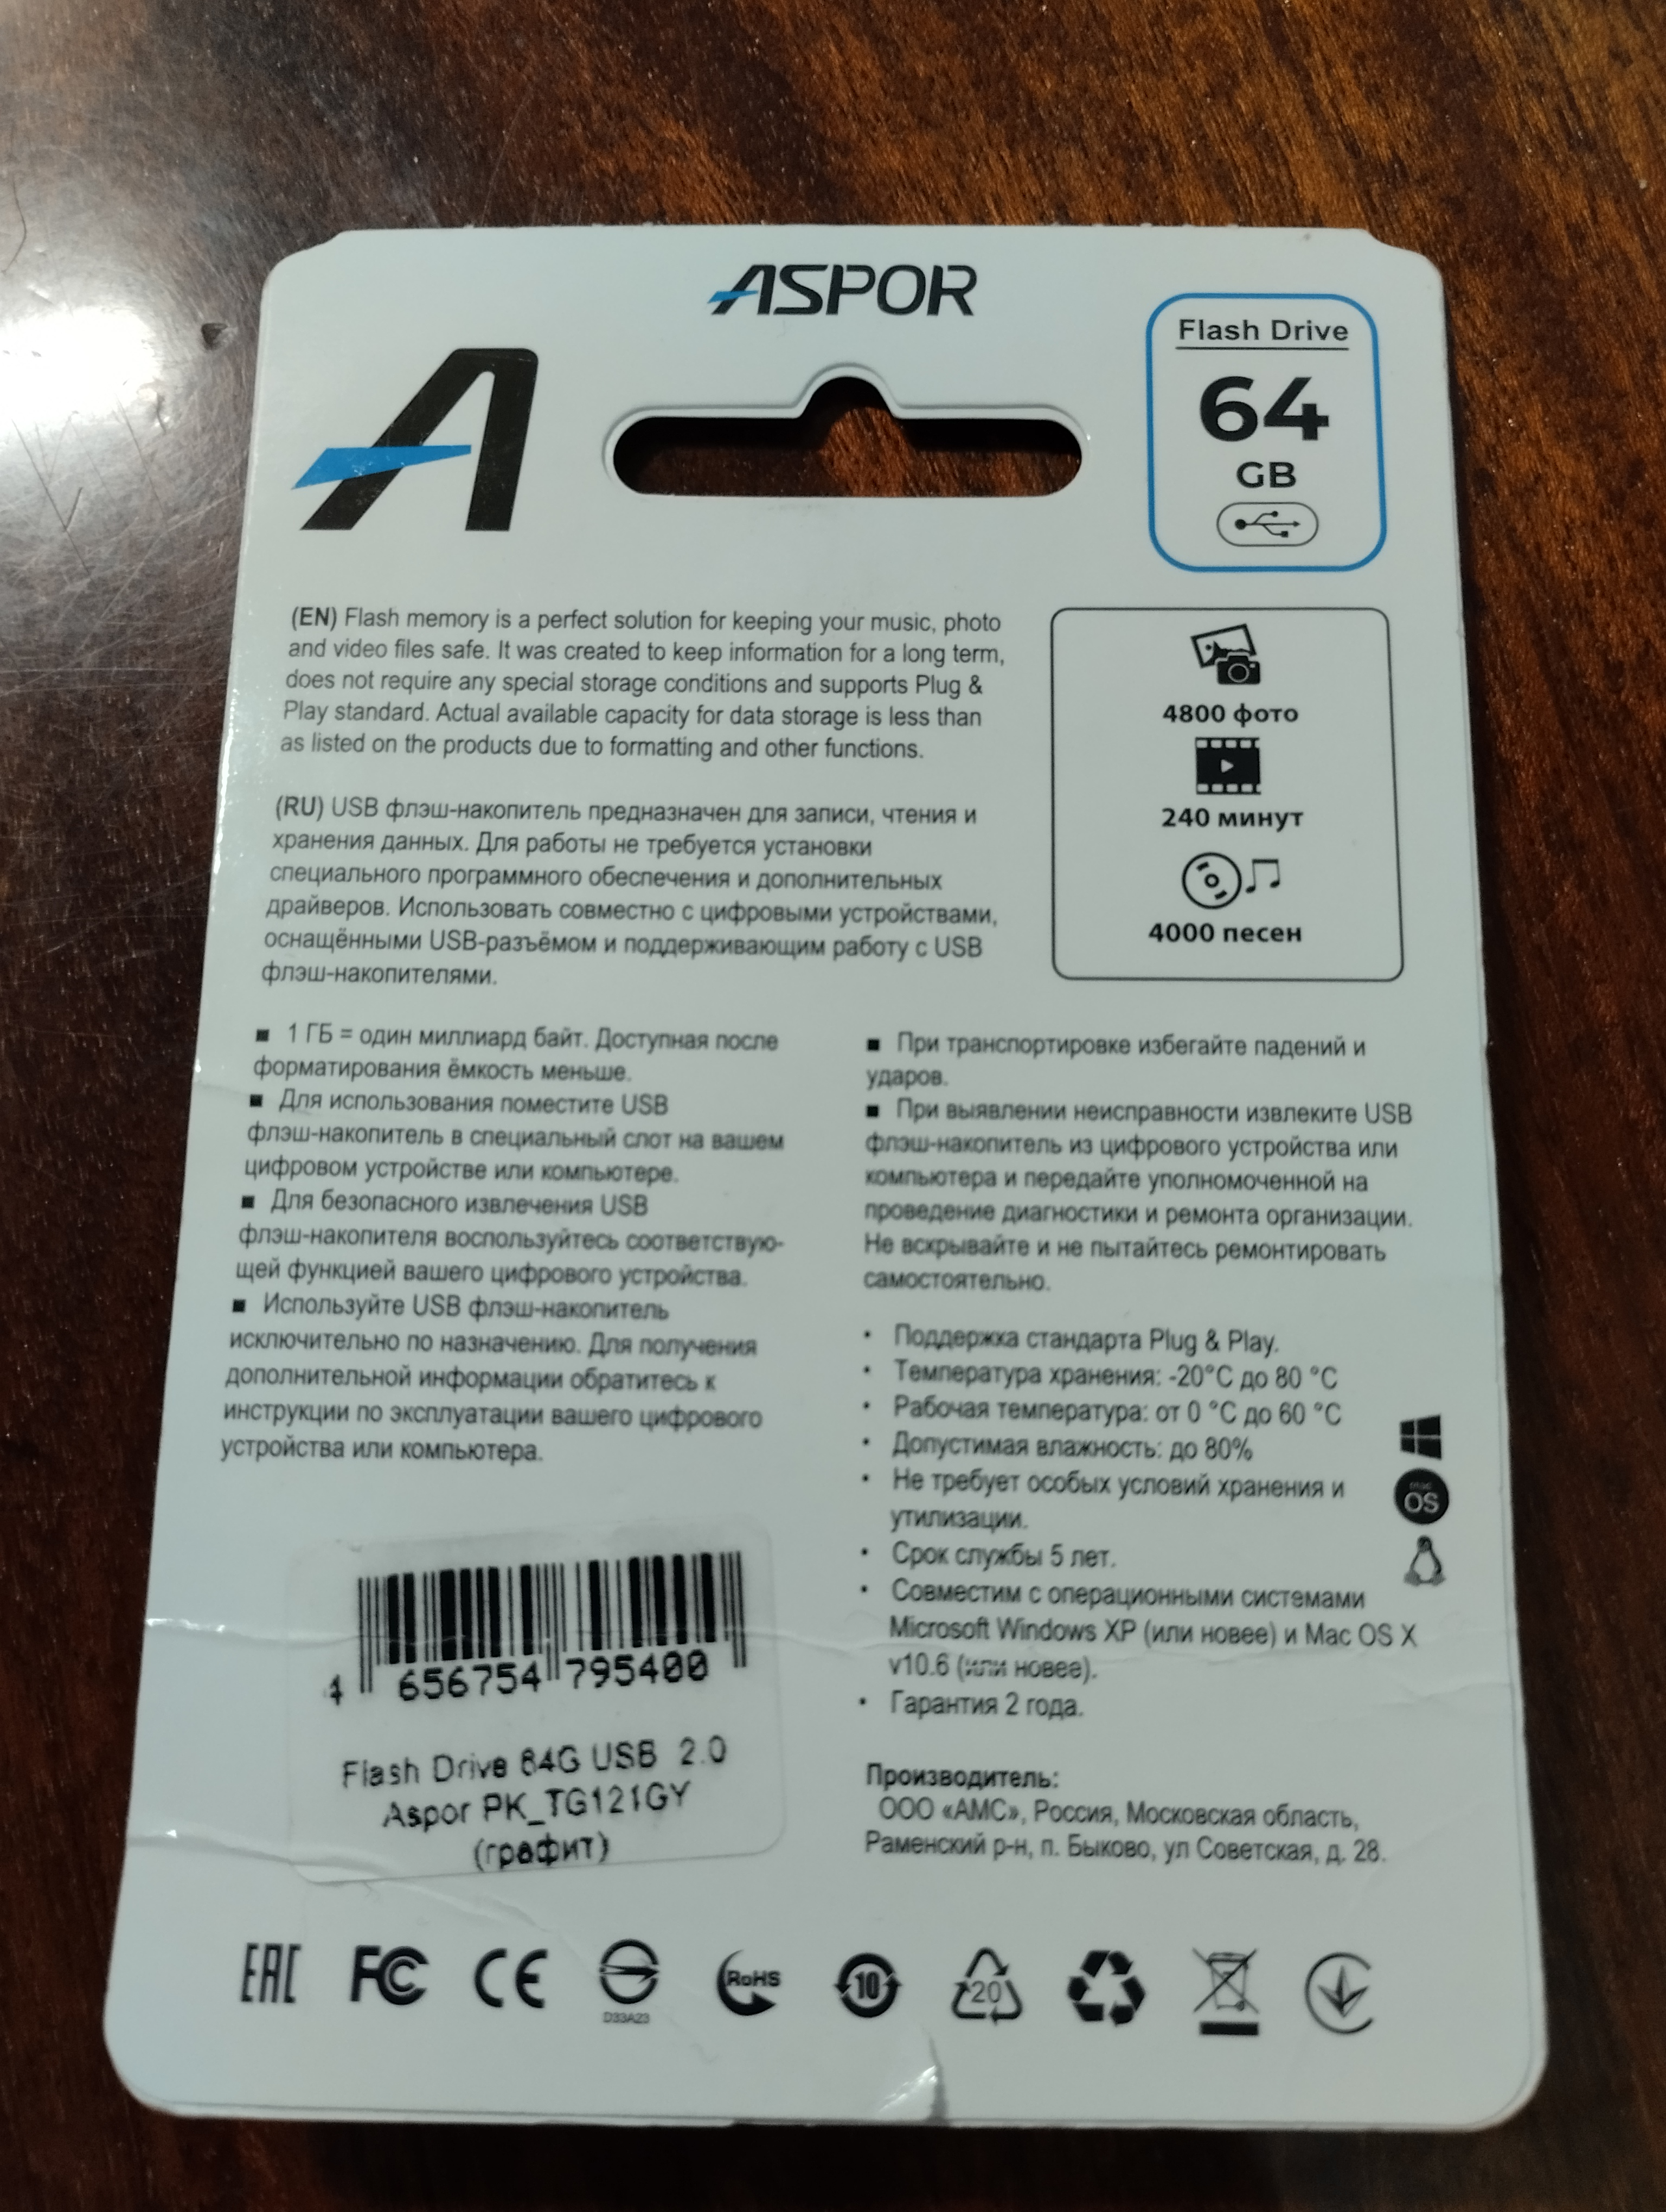 ASPOR
Flash Drive
64
GB
(EN) Flash memory is a perfect solution for keeping your music, photo
and video files safe. It was created to keep information for a long term,
does not require any special storage conditions and supports Plug &
Play standard. Actual available capacity for data storage is less than
as listed on the products due to formatting and other functions.
4800 фото
240 минут
4000 песен
(RU) USB флэш-накопитель предназначен для записи, чтения и
хранения данных. Для работы не требуется установки
специального программного обеспечения и дополнительных
драйверов. Использовать совместно с цифровыми устройствами,
оснащёнными USB-разъёмом и поддерживающим работу с USB
флэш-накопителями.
▪ 1 ГБ = один миллиард байт. Доступная после
форматирования ёмкость меньше.
▪ Для использования поместите USB
флэш-накопитель в специальный слот на вашем
цифровом устройстве или компьютере.
▪ Для безопасного извлечения USB
флэш-накопителя воспользуйтесь соответствую-
щей функцией вашего цифрового устройства.
▪ Используйте USB флэш-накопитель
исключительно по назначению. Для получения
дополнительной информации обратитесь к
инструкции по эксплуатации вашего цифрового
устройства или компьютера.
▪ При транспортировке избегайте падений и
ударов.
▪ При выявлении неисправности извлеките USB
флэш-накопитель из цифрового устройства или
компьютера и передайте уполномоченной на
проведение диагностики и ремонта организации.
Не вскрывайте и не пытайтесь ремонтировать
самостоятельно.
• Поддержка стандарта Plug & Play.
• Температура хранения: -20°C до 80 °C
• Рабочая температура: от 0 °C до 60 °C
• Допустимая влажность: до 80%
• Не требует особых условий хранения и
утилизации.
• Срок службы 5 лет.
• Совместим с операционными системами
Microsoft Windows XP (или новее) и Mac OS X
v10.6 (или новее).
• Гарантия 2 года.
mac
OS
4 656754 795400
Flash Drive 64G USB 2.0
Aspor PK_TG121GY
(графит)
Производитель:
ООО «АМС», Россия, Московская область,
Раменский р-н, п. Быково, ул Советская, д. 28.
EAC FC CE D33A23 RoHS 10 20